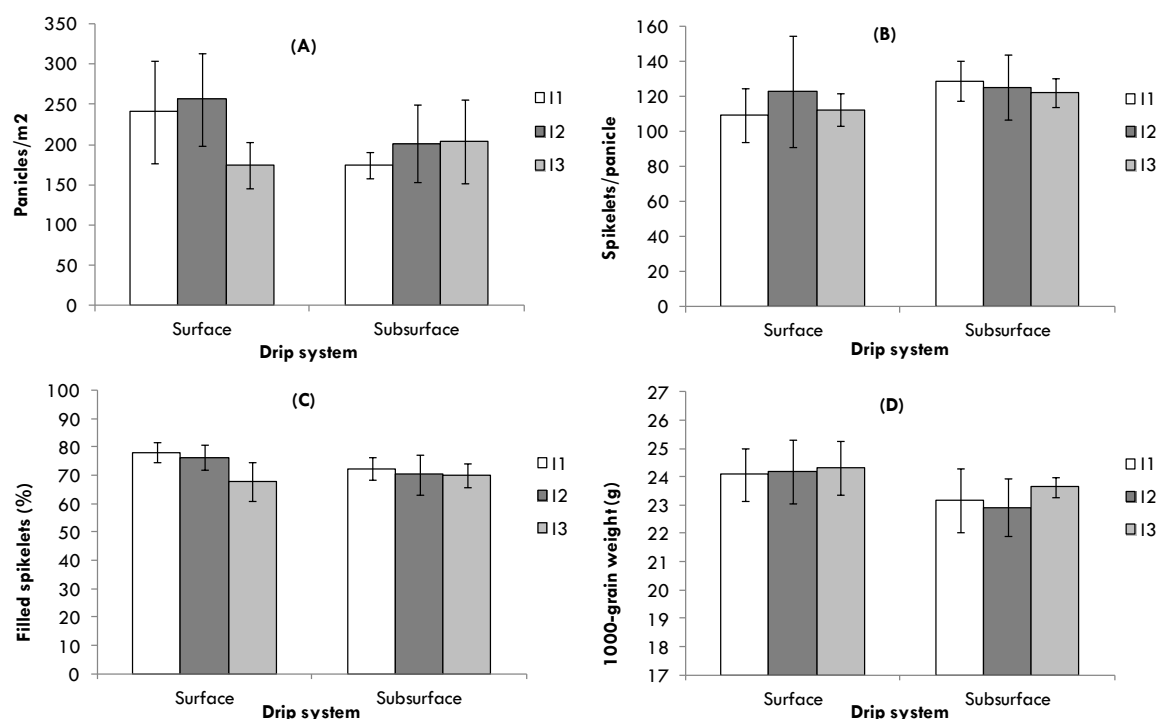 (A)
350
300
250
200
150
100
50
0
Panicles/m2
Surface
Subsurface
Drip system
I1
I2
I3
(B)
160
140
120
100
80
60
40
20
0
Spikelets/panicle
Surface
Subsurface
Drip system
I1
I2
I3
(C)
100
90
80
70
60
50
40
30
20
10
0
Filled spikelets (%)
Surface
Subsurface
Drip system
I1
I2
I3
(D)
27
26
25
24
23
22
21
20
19
18
17
1000-grain weight (g)
Surface
Subsurface
Drip system
I1
I2
I3